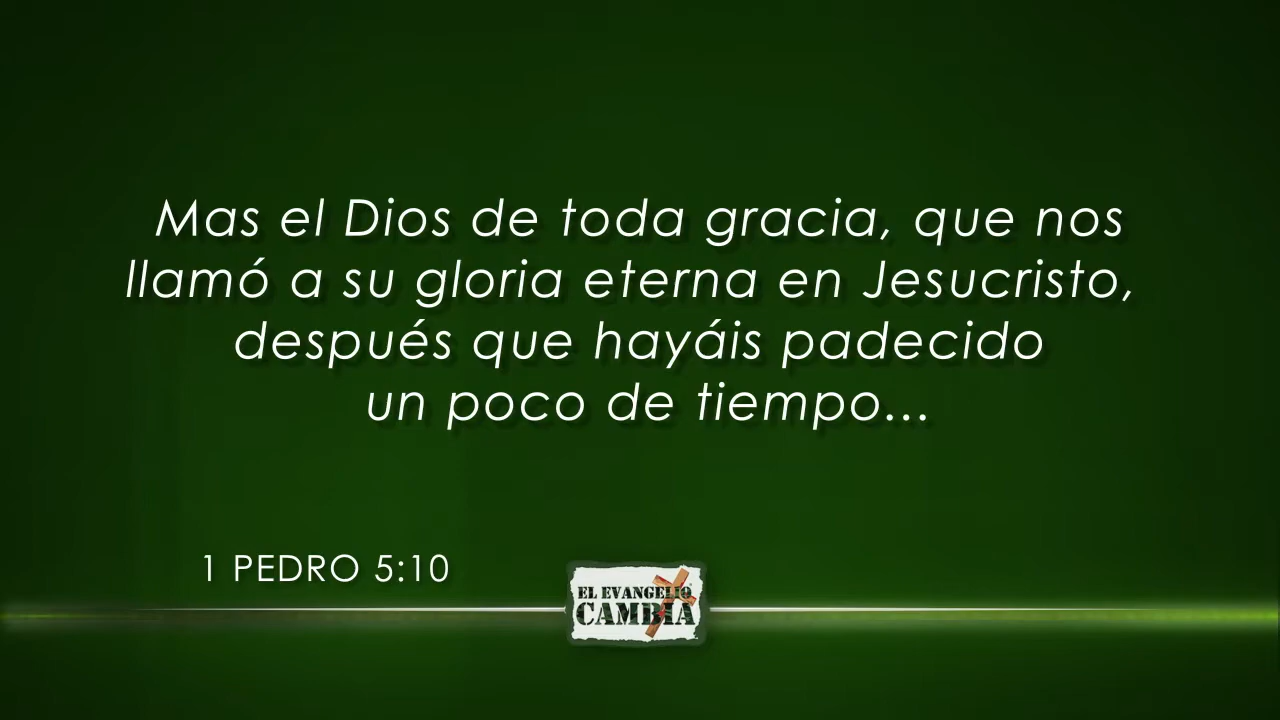 Mas el Dios de toda gracia, que nos
llamó a su gloria eterna en Jesucristo,
después que hayáis padecido
un poco de tiempo...
1 PEDRO 5:10
EL EVANGELIO
CAMBIA